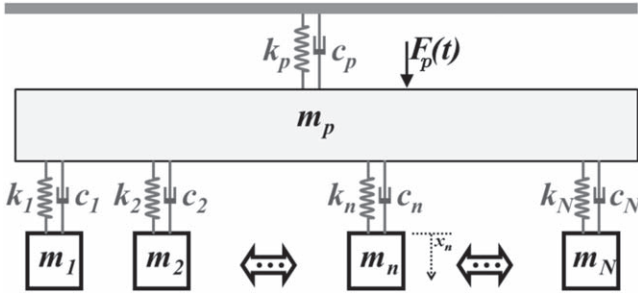 k_p c_p F_p(t)
m_p
k_1 c_1 k_2 c_2 k_n c_n k_N c_N
m_1 m_2 ... m_n x_n ... m_N